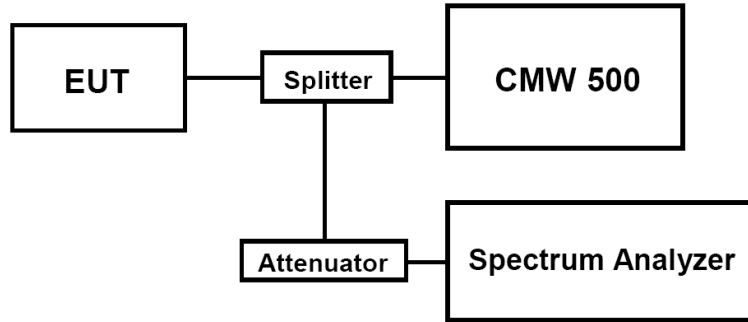 EUT
Splitter
CMW 500
Attenuator
Spectrum Analyzer